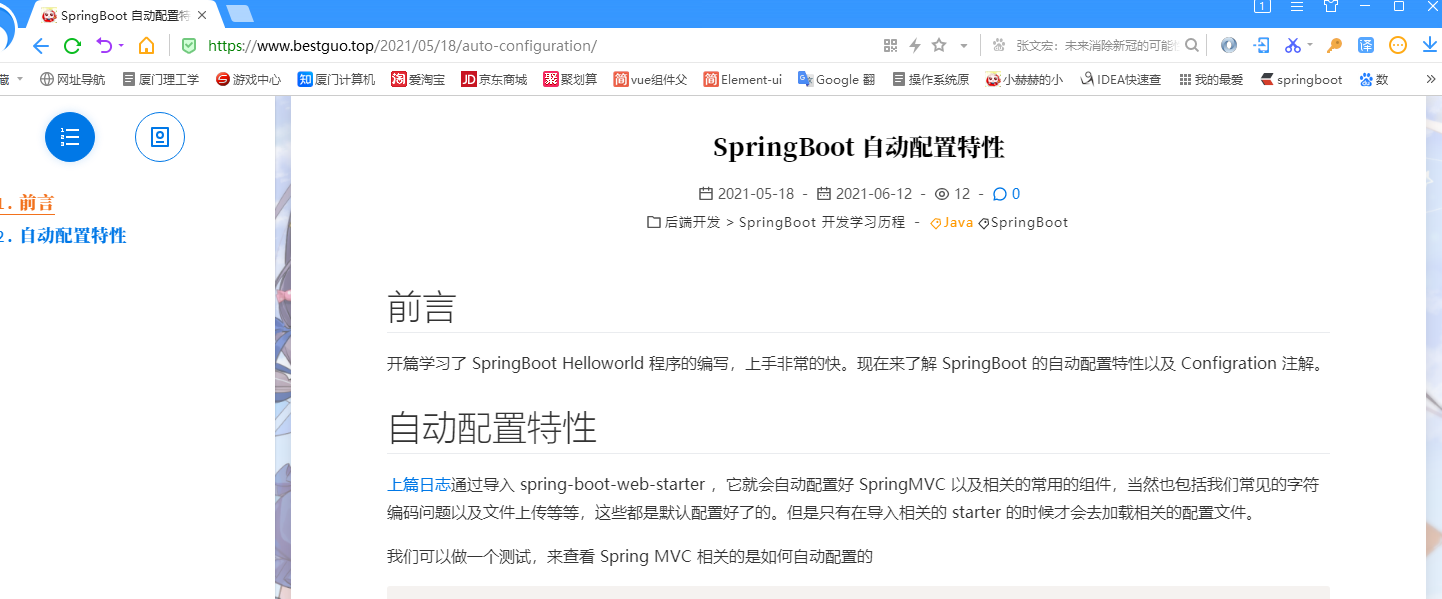 SpringBoot 自动配置特
1
https://www.bestguo.top/2021/05/18/auto-configuration/
张文宏：未来消除新冠的可能
译
藏 网址导航 厦门理工学 游戏中心 知 厦门计算机 淘 爱淘宝 JD 京东商城 聚 聚划算 简 vue组件父 简 Element-ui Google 翻 操作系统原 小赫赫的小 IDEA快速查 我的最爱 springboot 数 »
1. 前言
2. 自动配置特性
SpringBoot 自动配置特性
2021-05-18 - 2021-06-12 - 12 - 0
后端开发 > SpringBoot 开发学习历程 - Java SpringBoot
前言
开篇学习了 SpringBoot Helloworld 程序的编写，上手非常的快。现在来了解 SpringBoot 的自动配置特性以及 Configration 注解。
自动配置特性
上篇日志通过导入 spring-boot-web-starter ，它就会自动配置好 SpringMVC 以及相关的常用的组件，当然也包括我们常见的字符
编码问题以及文件上传等等，这些都是默认配置好了的。但是只有在导入相关的 starter 的时候才会去加载相关的配置文件。
我们可以做一个测试，来查看 Spring MVC 相关的是如何自动配置的